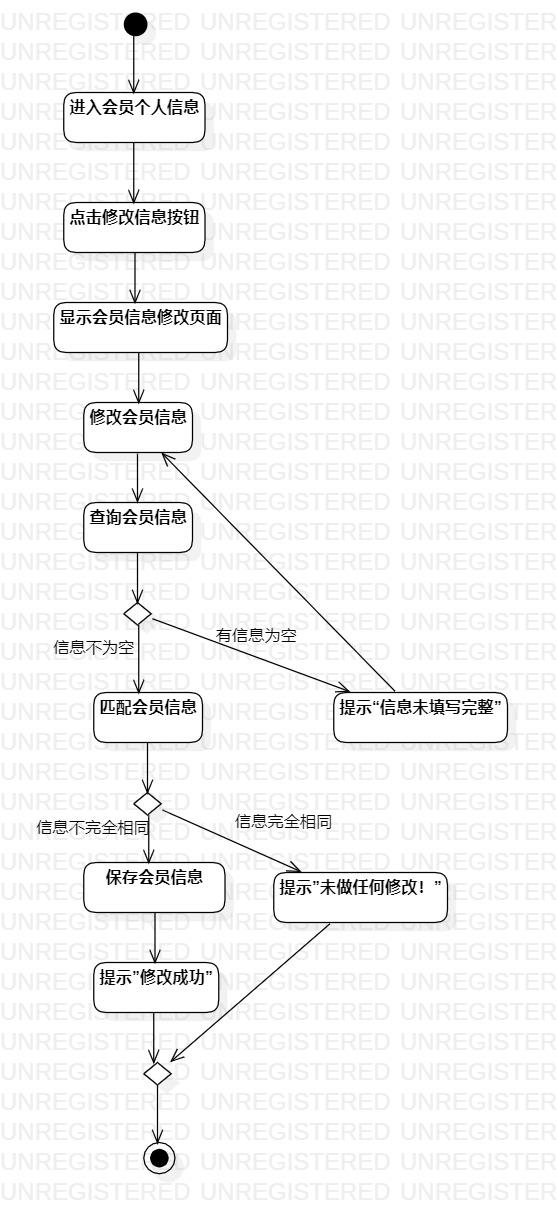 进入会员个人信息
点击修改信息按钮
显示会员信息修改页面
修改会员信息
查询会员信息
信息不为空
有信息为空
匹配会员信息
提示“信息未填写完整”
信息不完全相同
信息完全相同
保存会员信息
提示”未做任何修改！”
提示”修改成功”
UNREGISTERED UNREGISTERED UNREGISTERED